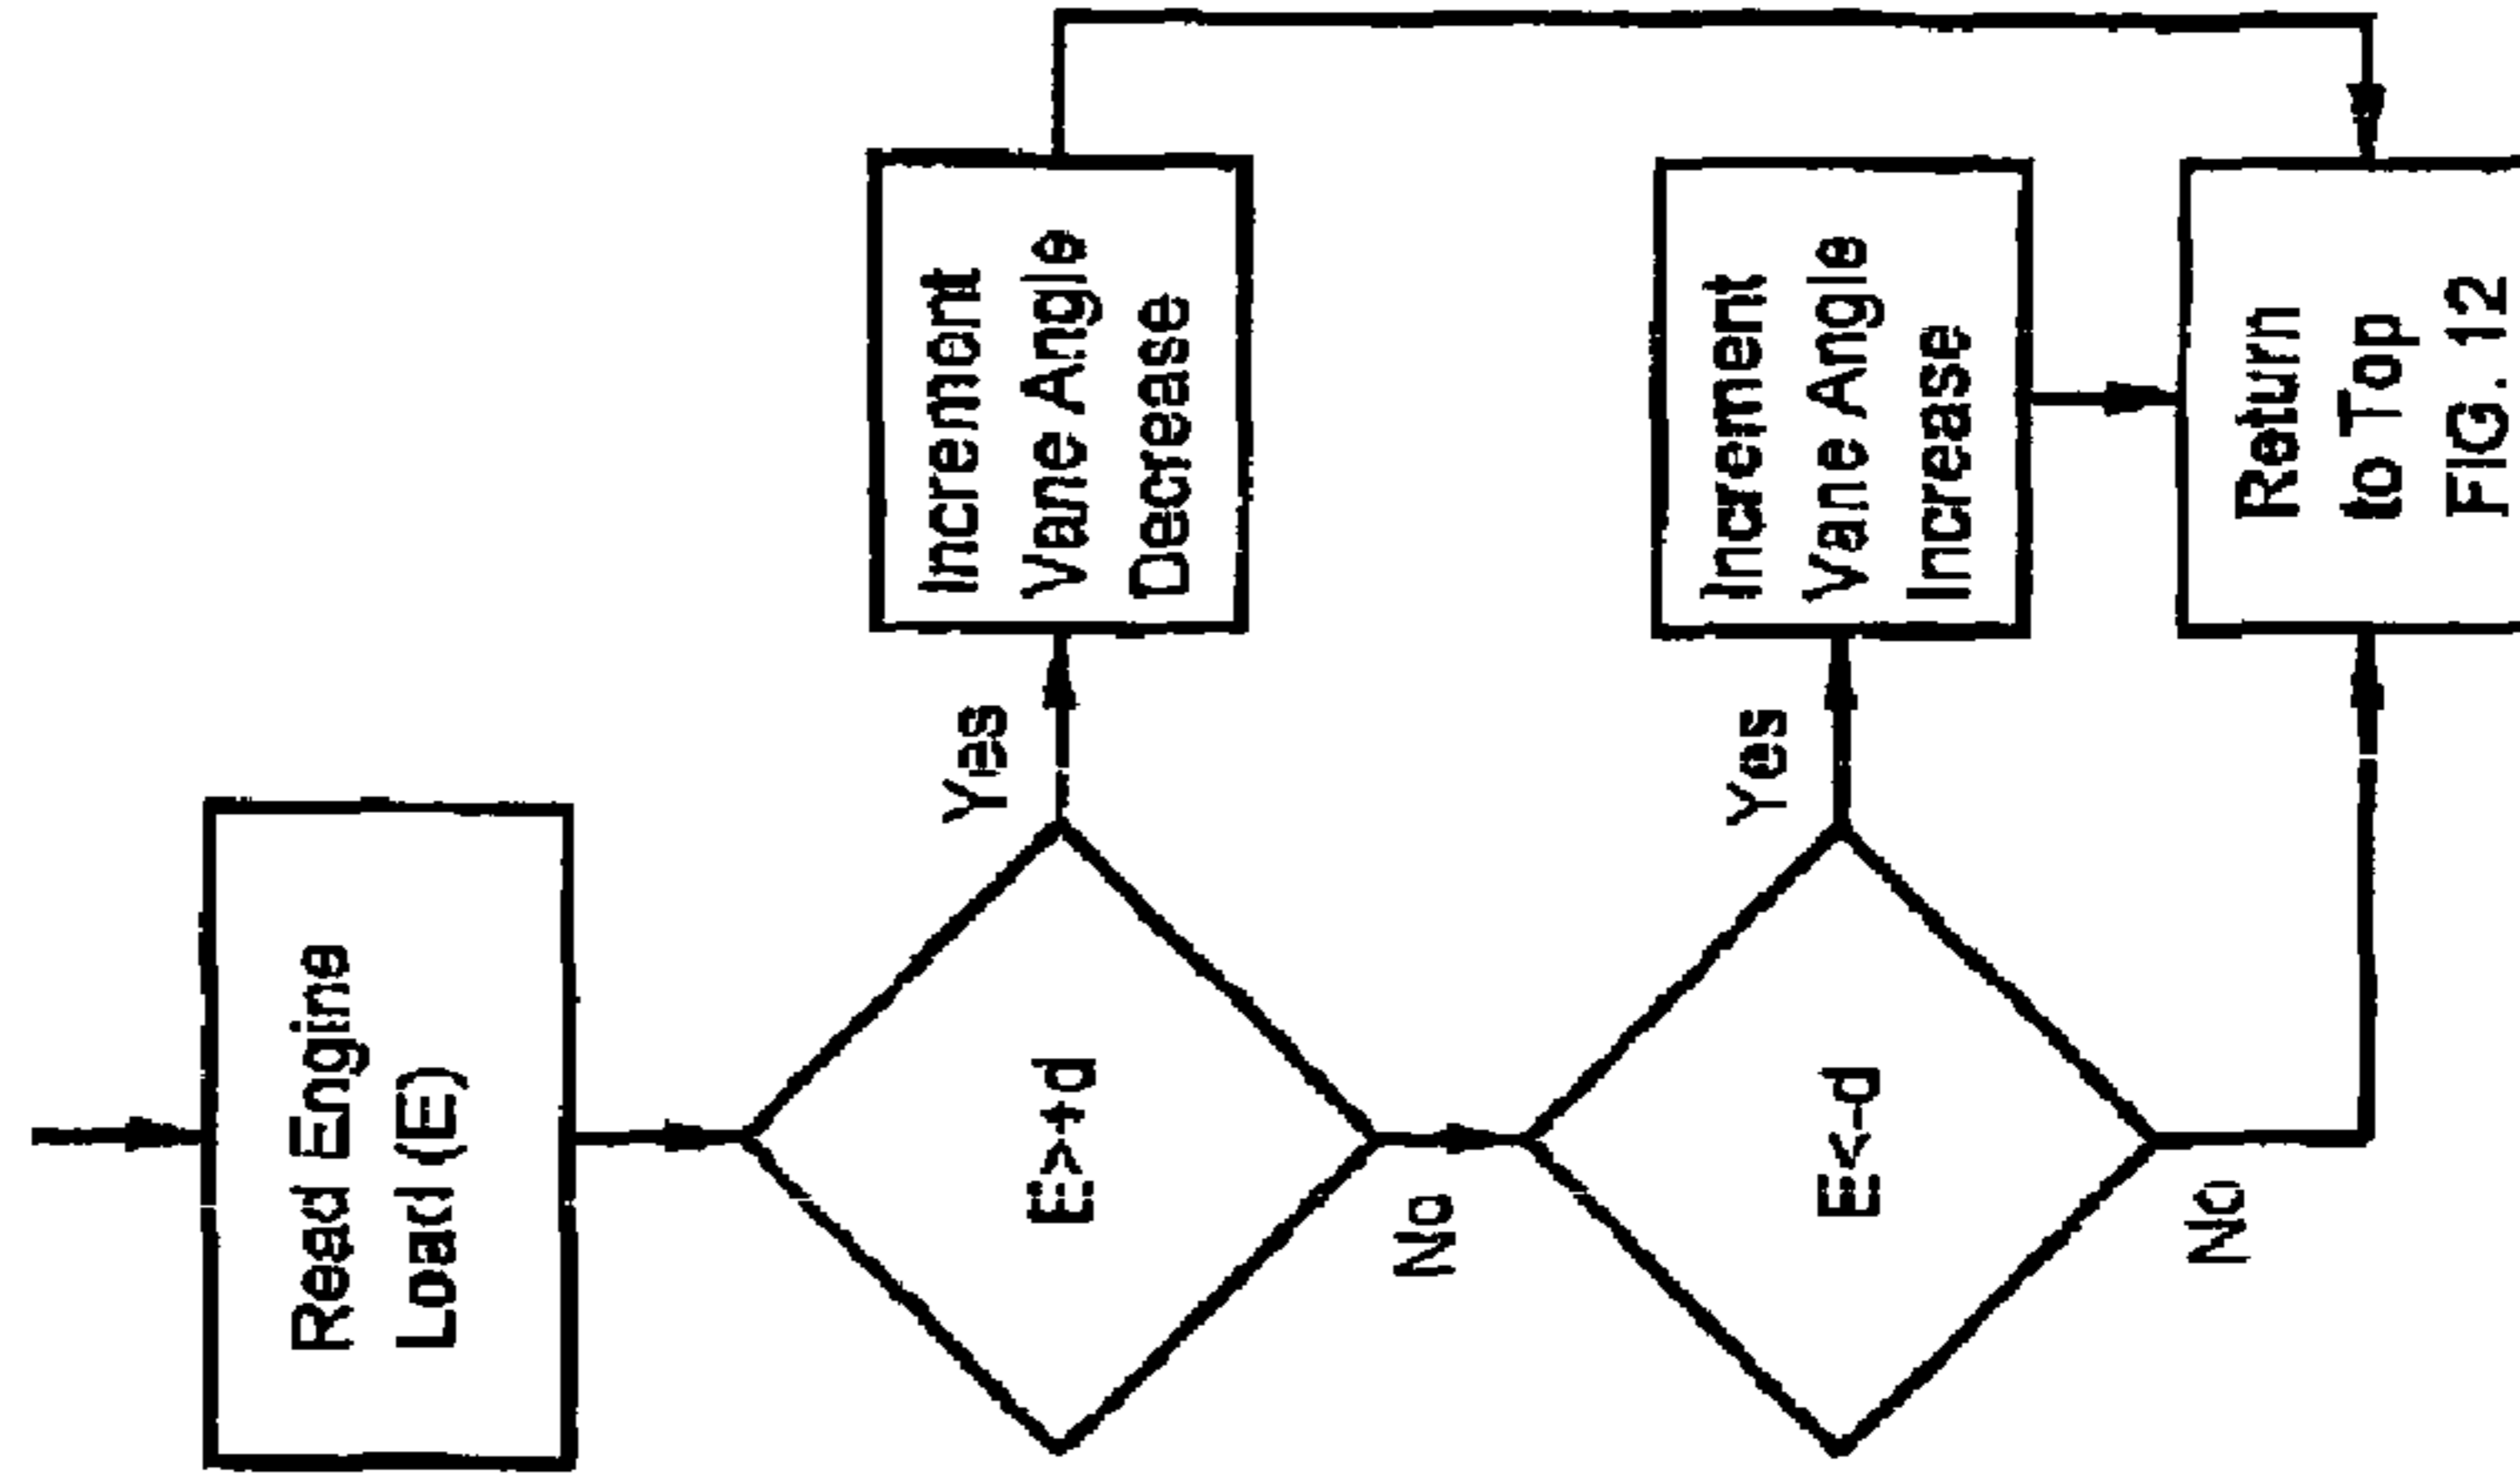 Read Engine
Load (E)
E>+d
Yes
Increment
Vane Angle
Decrease
No
E<-d
Yes
Increment
Vane Angle
Increase
No
Return
to Top
FIG. 12